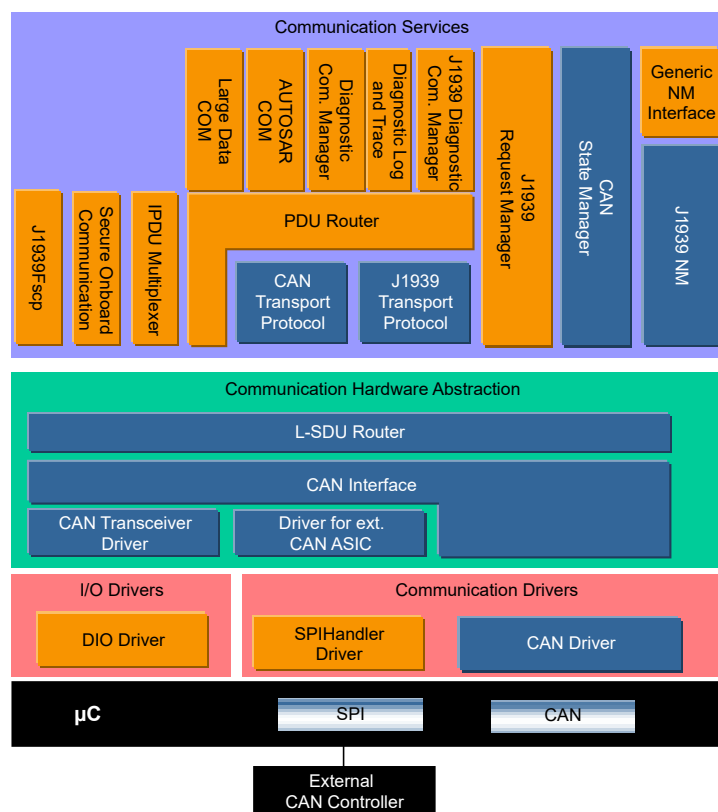 Communication Services
Large Data
COM
AUTOSAR
COM
Diagnostic
Com. Manager
Diagnostic Log
and Trace
J1939 Diagnostic
Com. Manager
J1939
Request Manager
CAN
State Manager
Generic
NM
Interface
J1939Fscp
Secure Onboard
Communication
IPDU Multiplexer
PDU Router
CAN
Transport
Protocol
J1939
Transport
Protocol
J1939 NM
Communication Hardware Abstraction
L-SDU Router
CAN Interface
CAN Transceiver
Driver
Driver for ext.
CAN ASIC
I/O Drivers
Communication Drivers
DIO Driver
SPIHandler
Driver
CAN Driver
µC
SPI
CAN
External
CAN Controller